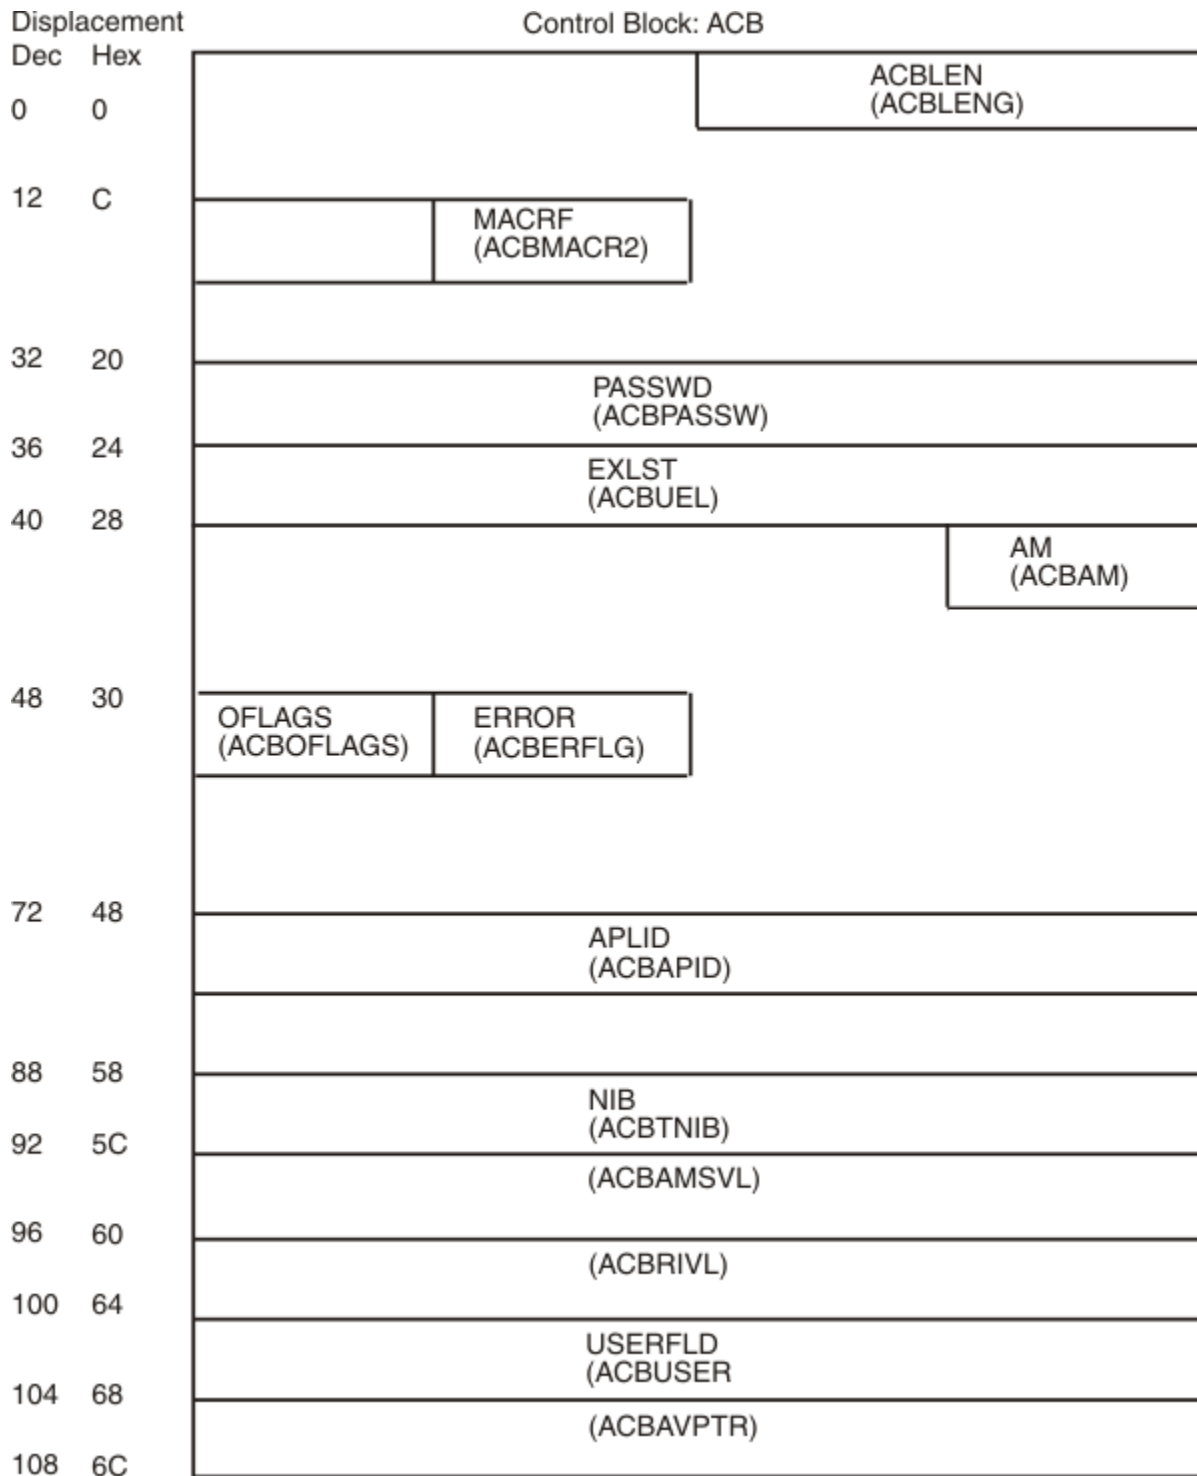 Displacement
Control Block: ACB
Dec Hex
ACBLEN
(ACBLENG)
0 0
12 C
MACRF
(ACBMACR2)
32 20
PASSWD
(ACBPASSW)
36 24
EXLST
(ACBUEL)
40 28
AM
(ACBAM)
48 30
OFLAGS
(ACBOFLAGS)
ERROR
(ACBERFLG)
72 48
APLID
(ACBAPID)
88 58
NIB
(ACBTNIB)
92 5C
(ACBAMSVL)
96 60
(ACBRIVL)
100 64
USERFLD
(ACBUSER
104 68
(ACBAVPTR)
108 6C